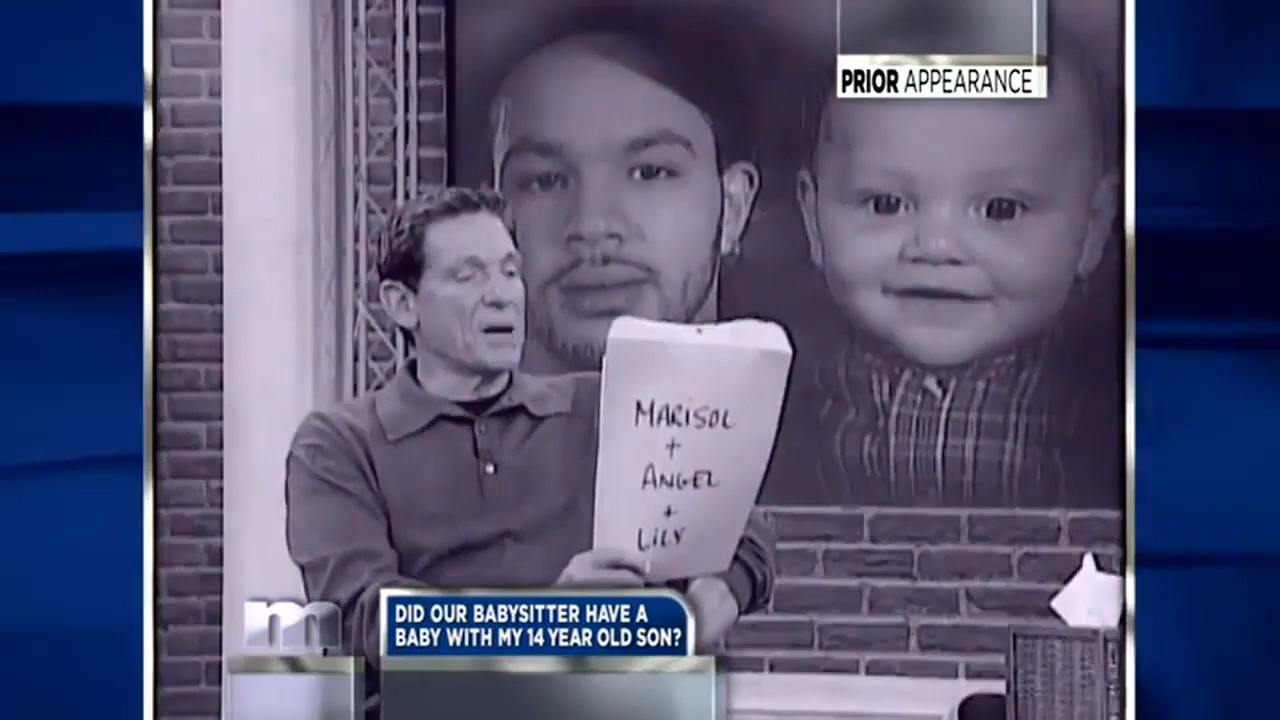 PRIOR APPEARANCE
MARISOL
+
ANGEL
+
LILY
m
DID OUR BABYSITTER HAVE A
BABY WITH MY 14 YEAR OLD SON?